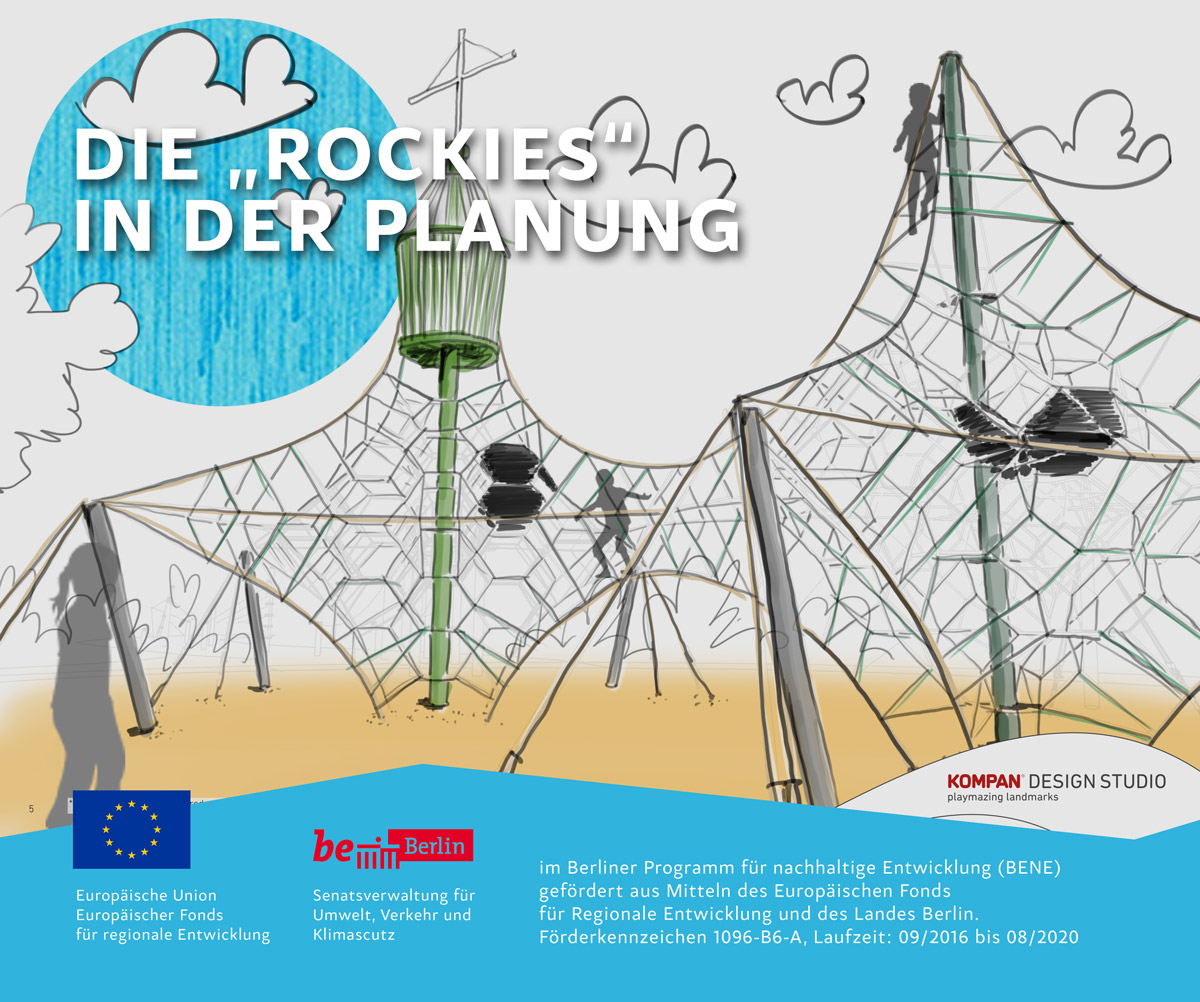 DIE „ROCKIES“
IN DER PLANUNG
KOMPAN® DESIGN STUDIO
playmazing landmarks
5
be Berlin
Europäische Union
Europäischer Fonds
für regionale Entwicklung
Senatsverwaltung für
Umwelt, Verkehr und
Klimascutz
im Berliner Programm für nachhaltige Entwicklung (BENE)
gefördert aus Mitteln des Europäischen Fonds
für Regionale Entwicklung und des Landes Berlin.
Förderkennzeichen 1096-B6-A, Laufzeit: 09/2016 bis 08/2020